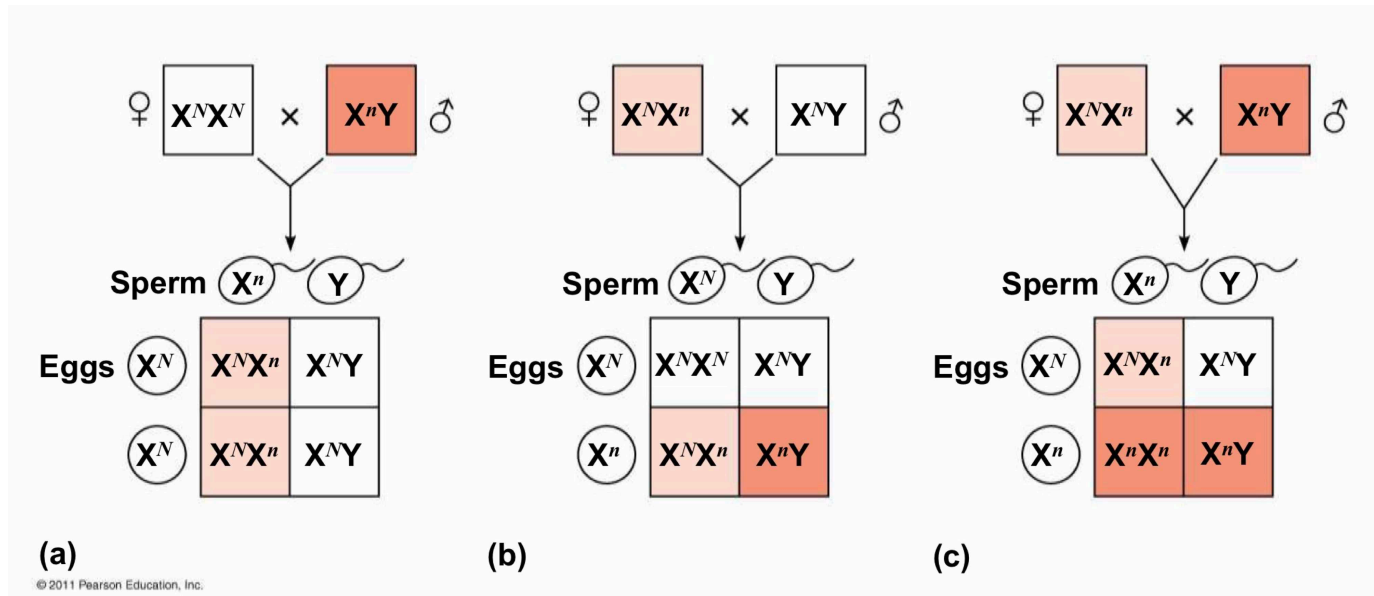 ♀ XᴺXᴺ × XⁿY ♂
♀ XᴺXⁿ × XᴺY ♂
♀ XᴺXⁿ × XⁿY ♂
Sperm Xⁿ Y
Sperm Xᴺ Y
Sperm Xⁿ Y
Eggs Xᴺ XᴺXⁿ XᴺY
Eggs Xᴺ XᴺXᴺ XᴺY
Eggs Xᴺ XᴺXⁿ XᴺY
Xᴺ XᴺXⁿ XᴺY
Xⁿ XᴺXⁿ XⁿY
Xⁿ XⁿXⁿ XⁿY
(a)
(b)
(c)
© 2011 Pearson Education, Inc.